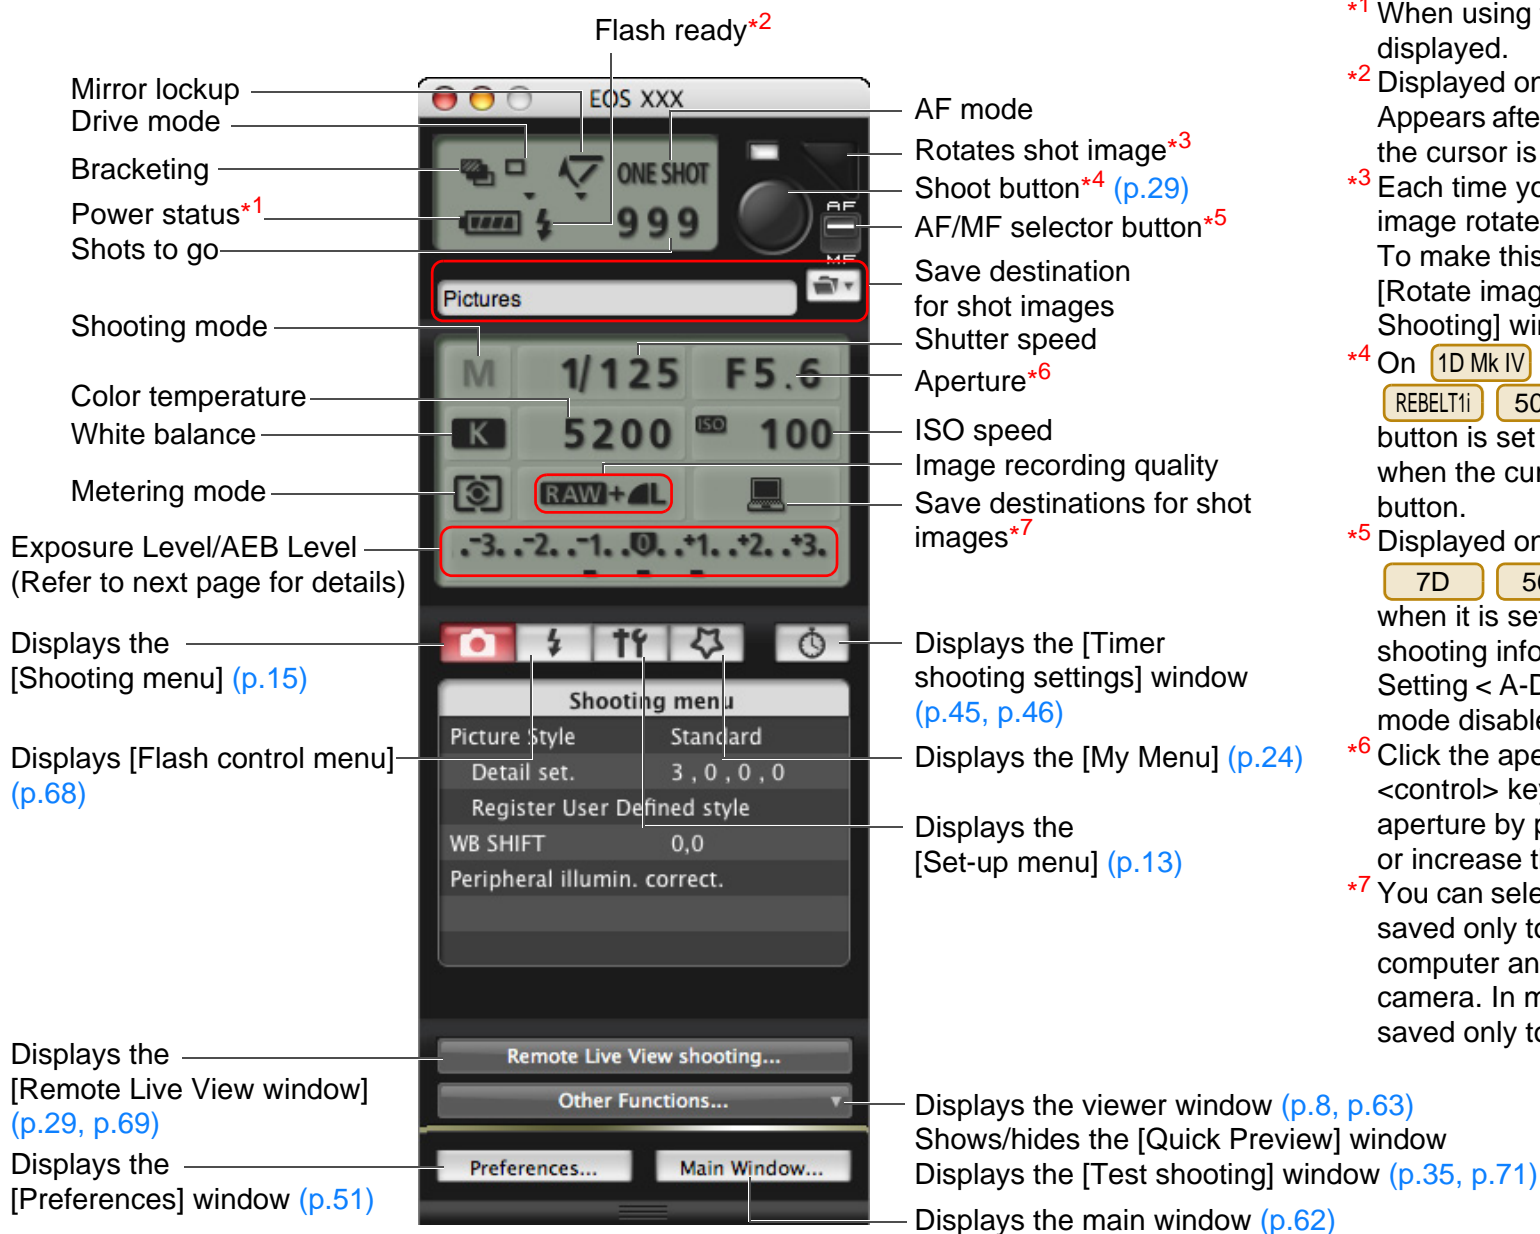 Flash ready*2
Mirror lockup
Drive mode
Bracketing
Power status*1
Shots to go
Shooting mode
Color temperature
White balance
Metering mode
Exposure Level/AEB Level
(Refer to next page for details)
Displays the
[Shooting menu] (p.15)
Displays [Flash control menu]
(p.68)
Displays the
[Remote Live View window]
(p.29, p.69)
Displays the
[Preferences] window (p.51)
EOS XXX
ONE SHOT
999
AF
MF
Pictures
M 1/125 F5.6
K 5200 ISO 100
RAW+L
.-3. .-2. .-1. .0. .+1. .+2. .+3.
Shooting menu
Picture Style Standard
Detail set. 3 , 0 , 0 , 0
Register User Defined style
WB SHIFT 0,0
Peripheral illumin. correct.
Remote Live View shooting...
Other Functions...
Preferences... Main Window...
AF mode
Rotates shot image*3
Shoot button*4 (p.29)
AF/MF selector button*5
Save destination
for shot images
Shutter speed
Aperture*6
ISO speed
Image recording quality
Save destinations for shot
images*7
Displays the [Timer
shooting settings] window
(p.45, p.46)
Displays the [My Menu] (p.24)
Displays the
[Set-up menu] (p.13)
Displays the viewer window (p.8, p.63)
Shows/hides the [Quick Preview] window
Displays the [Test shooting] window (p.35, p.71)
Displays the main window (p.62)
*1 When using
displayed.
*2 Displayed
Appears
the cursor is
*3 Each time
image
To make this
[Rotate
Shooting]
*4 On 1D Mk IV
REBELT1i
button is set
when the
button.
*5 Displayed
7D
when it is
shooting
Setting <
mode
*6 Click the
<control>
aperture by
or increase
*7 You can
saved only
computer
camera. In
saved only